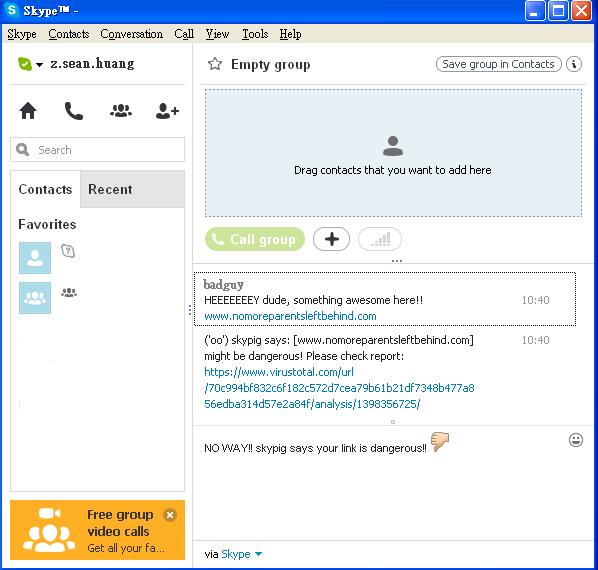 Skype™ -
Skype Contacts Conversation Call View Tools Help
z.sean.huang
Search
Contacts Recent
Favorites
Free group
video calls
Get all your fa...
Empty group
Save group in Contacts
Drag contacts that you want to add here
Call group
badguy
HEEEEEEEY dude, something awesome here!! 10:40
www.nomoreparentsleftbehind.com
('oo') skypig says: [www.nomoreparentsleftbehind.com] 10:40
might be dangerous! Please check report:
https://www.virustotal.com/url
/70c994bf832c6f182c572d7cea79b61b21df7348b477a8
56edba314d57e2a84f/analysis/1398356725/
NO WAY!! skypig says your link is dangerous!!
via Skype